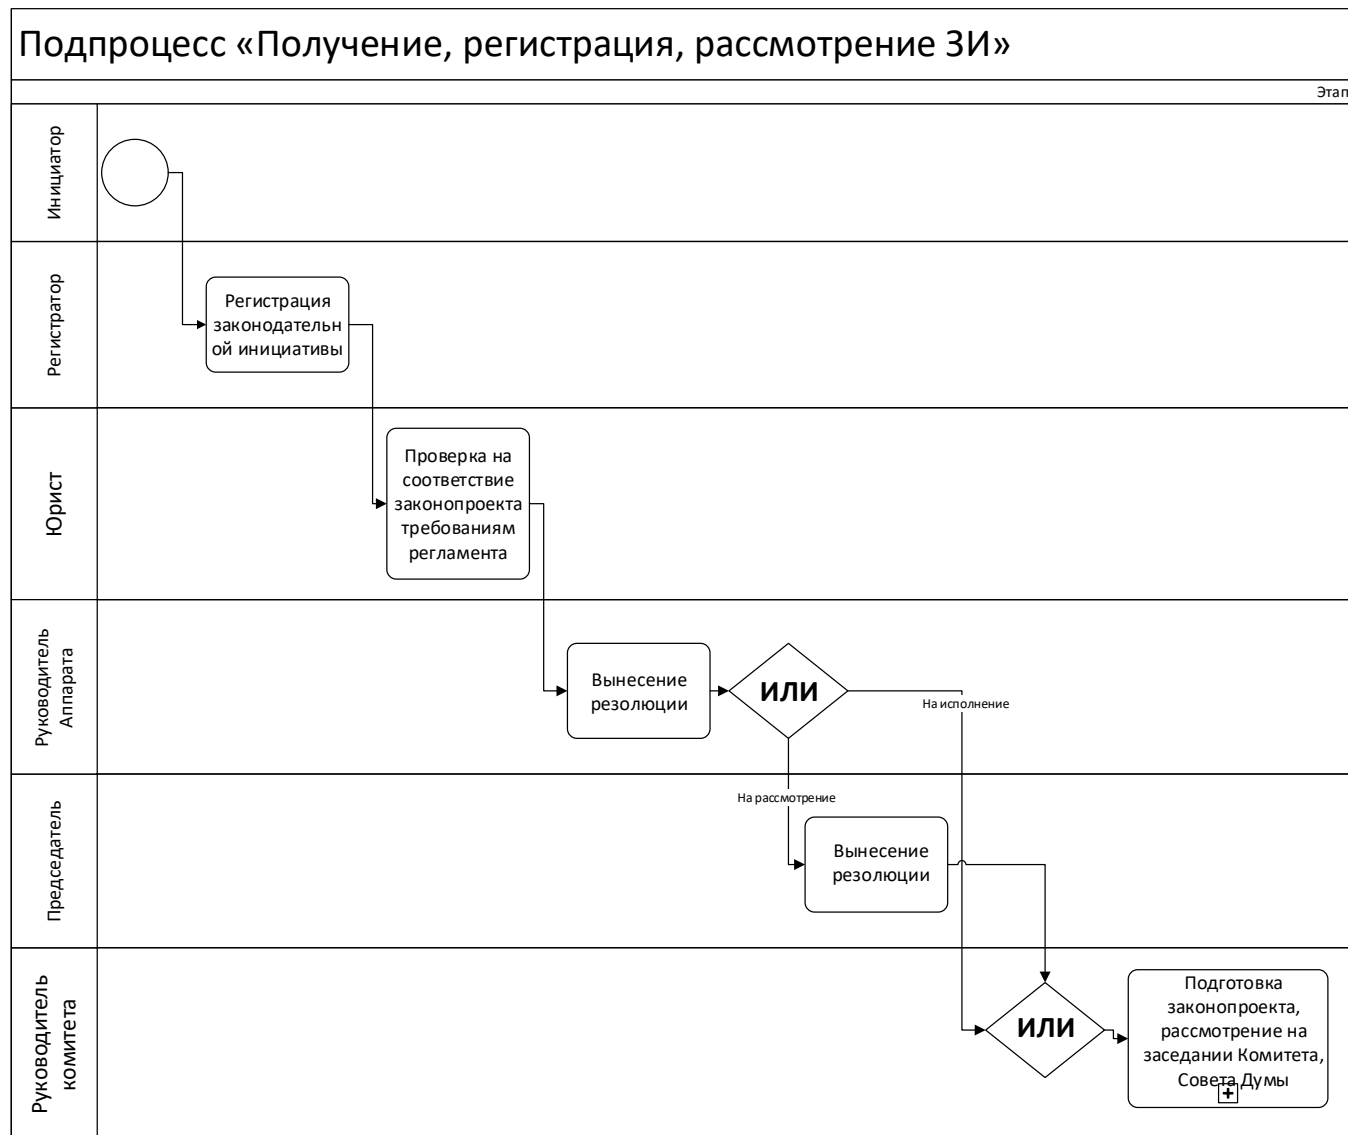 Подпроцесс «Получение, регистрация, рассмотрение ЗИ»
Этап
Инициатор
Регистратор
Регистрация
законодательн
ой инициативы
Юрист
Проверка на
соответствие
законопроекта
требованиям
регламента
Руководитель
Аппарата
Вынесение
резолюции
ИЛИ
На исполнение
На рассмотрение
Председатель
Вынесение
резолюции
Руководитель
комитета
ИЛИ
Подготовка
законопроекта,
рассмотрение на
заседании Комитета,
Совета Думы